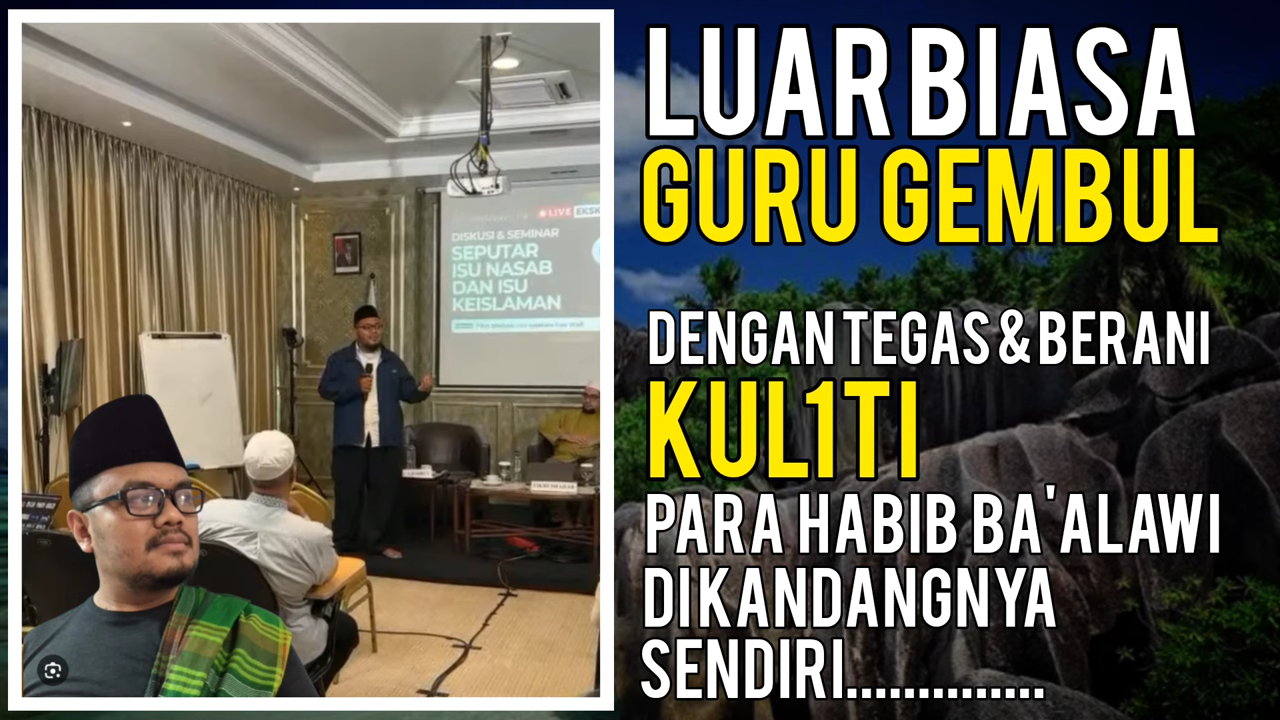 LIVE EKSK
DISKUSI & SEMINAR
SEPUTAR
ISU NASAB
DAN ISU
KEISLAMAN
LUAR BIASA
GURU GEMBUL
DENGAN TEGAS & BERANI
KUL1TI
PARA HABIB BA'ALAWI
DIKANDANGNYA
SENDIRI..............